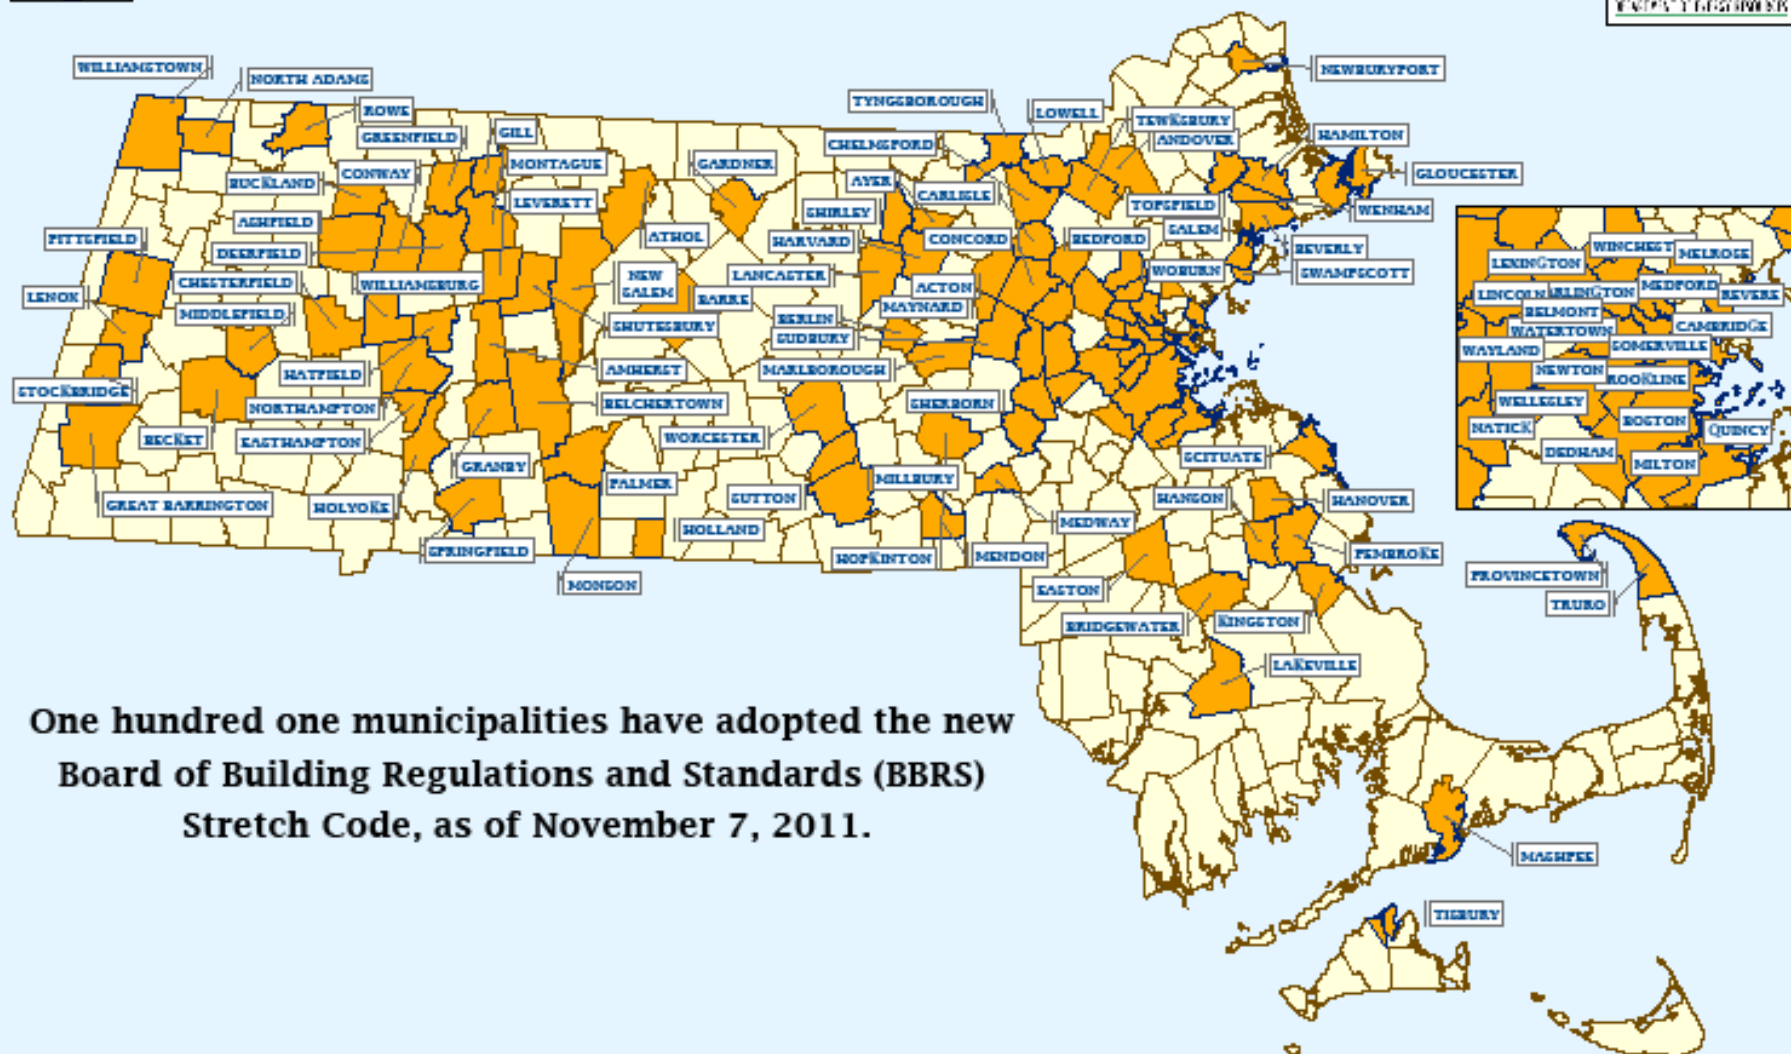 WILLIAMSTOWN
NORTH ADAMS
ROWE
GREENFIELD
GILL
MONTAGUE
CONWAY
BUCKLAND
LEVERETT
ASHFIELD
PITTSFIELD
DEERFIELD
CHESTERFIELD
WILLIAMSBURG
LENOX
MIDDLEFIELD
HATFIELD
STOCKBRIDGE
NORTHAMPTON
BECKET
EASTHAMPTON
GRANBY
GREAT BARRINGTON
HOLYOKE
SPRINGFIELD
MONSON
GARDNER
ATHOL
NEW
SALEM
BARRE
SHUTESBURY
AMHERST
BELCHERTOWN
PALMER
HOLLAND
WORCESTER
SUTTON
MILLBURY
HOPKINTON
MENDON
MEDWAY
SHERBORN
MARLBOROUGH
SUDBURY
BERLIN
MAYNARD
ACTON
LANCASTER
HARVARD
CONCORD
SHIRLEY
AYER
CARLISLE
CHELMSFORD
TYNGSBOROUGH
LOWELL
TEWKSBURY
ANDOVER
NEWBURYPORT
HAMILTON
GLOUCESTER
TOPSFIELD
WENHAM
SALEM
BEDFORD
BEVERLY
WOBURN
SWAMPSCOTT
WINCHEST
MELROSE
LEXINGTON
LINCOLN
ARLINGTON
MEDFORD
REVERE
BELMONT
WATERTOWN
CAMBRIDGE
WAYLAND
SOMERVILLE
NEWTON
ROOKLINE
WELLESLEY
NATICK
BOSTON
QUINCY
DEDHAM
MILTON
SCITUATE
HANSON
HANOVER
PEMBROKE
EASTON
BRIDGEWATER
KINGSTON
LAKEVILLE
PROVINCETOWN
TRURO
MASHPEE
TISBURY
One hundred one municipalities have adopted the new
Board of Building Regulations and Standards (BBRS)
Stretch Code, as of November 7, 2011.